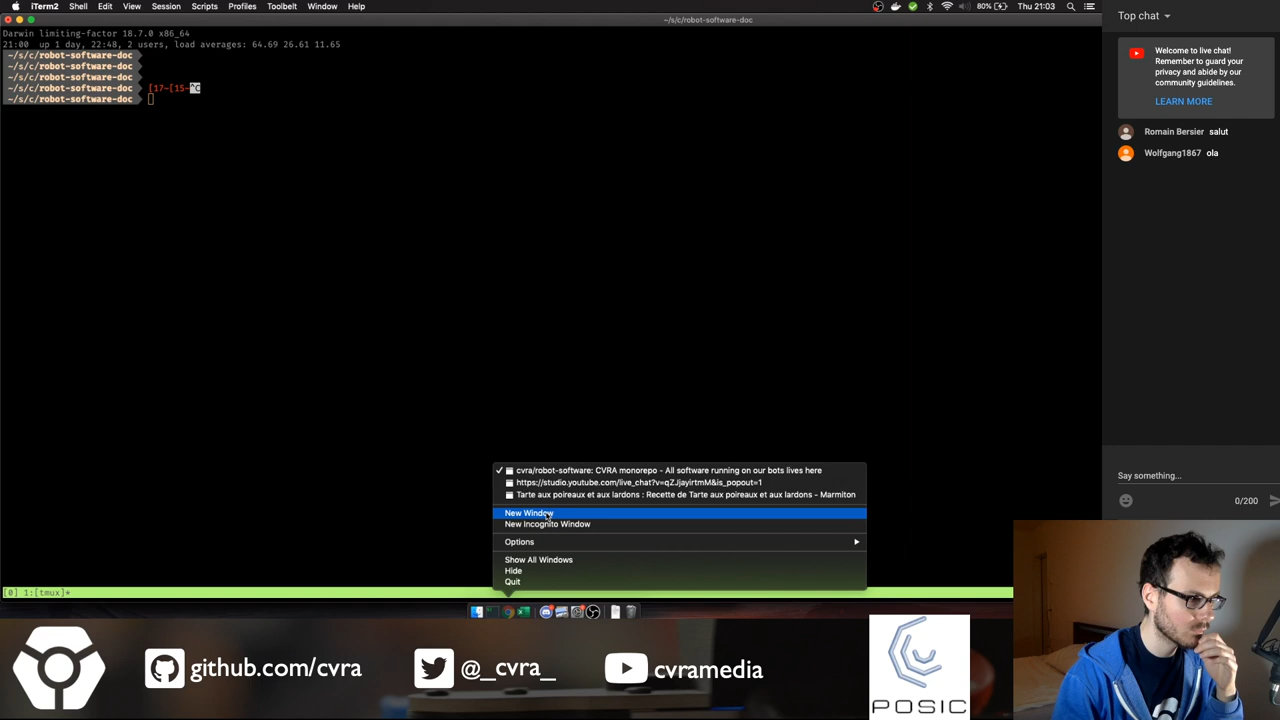 iTerm2 Shell Edit View Session Scripts Profiles Toolbelt Window Help
80% Thu 21:03
~/s/c/robot-software-doc
Darwin limiting-factor 18.7.0 x86_64
21:00 up 1 day, 22:48, 2 users, load averages: 64.69 26.61 11.65
~/s/c/robot-software-doc
~/s/c/robot-software-doc
~/s/c/robot-software-doc
~/s/c/robot-software-doc [17~[15~^C
~/s/c/robot-software-doc
Top chat
Welcome to live chat!
Remember to guard your
privacy and abide by our
community guidelines.
LEARN MORE
Romain Bersier salut
Wolfgang1867 ola
Say something...
0/200
cvra/robot-software: CVRA monorepo - All software running on our bots lives here
https://studio.youtube.com/live_chat?v=qZJjayirtmM&is_popout=1
Tarte aux poireaux et aux lardons : Recette de Tarte aux poireaux et aux lardons - Marmiton
New Window
New Incognito Window
Options
Show All Windows
Hide
Quit
[0] 1:[tmux]*
github.com/cvra
@_cvra_
cvramedia
POSIC